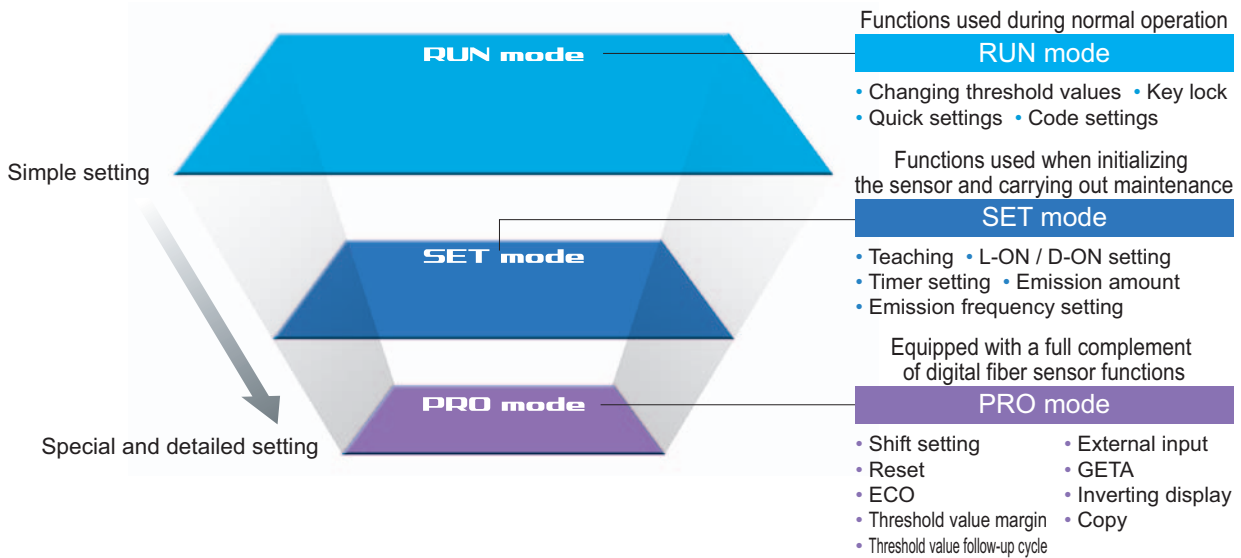 Functions used during normal operation
RUN mode
RUN mode
• Changing threshold values • Key lock
• Quick settings • Code settings
Simple setting
Functions used when initializing
the sensor and carrying out maintenance
SET mode
SET mode
• Teaching • L-ON / D-ON setting
• Timer setting • Emission amount
• Emission frequency setting
Equipped with a full complement
of digital fiber sensor functions
PRO mode
PRO mode
Special and detailed setting
• Shift setting
• Reset
• ECO
• Threshold value margin
• Threshold value follow-up cycle
• External input
• GETA
• Inverting display
• Copy